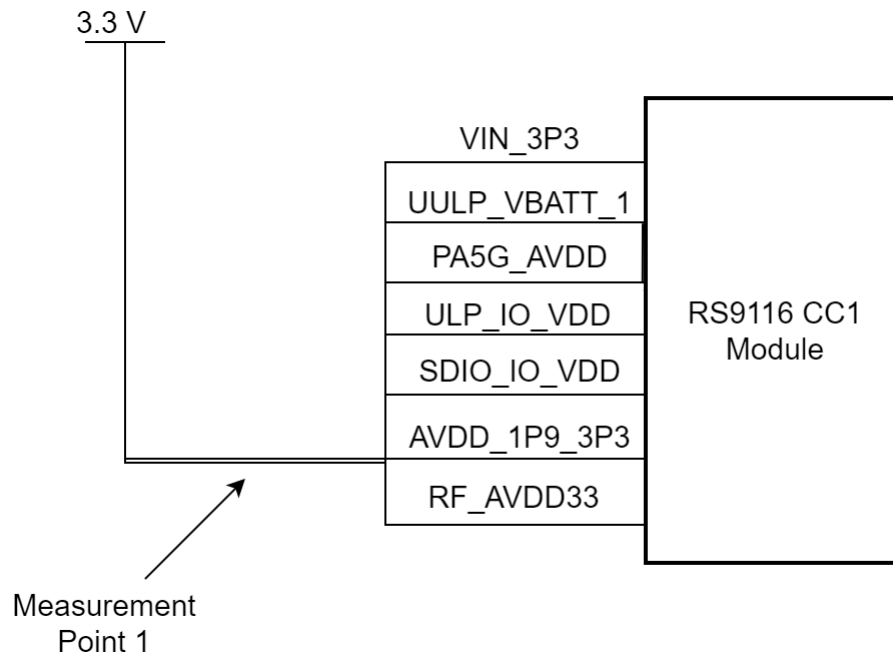 3.3 V
VIN_3P3
UULP_VBATT_1
PA5G_AVDD
ULP_IO_VDD
SDIO_IO_VDD
AVDD_1P9_3P3
RF_AVDD33
RS9116 CC1
Module
Measurement
Point 1